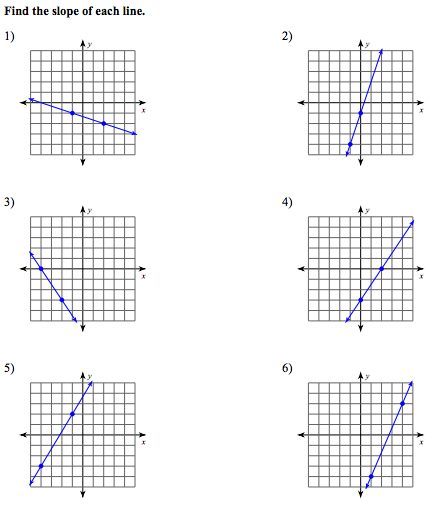 Find the slope of each line.
1)
y
x
2)
y
x
3)
y
x
4)
y
x
5)
y
x
6)
y
x